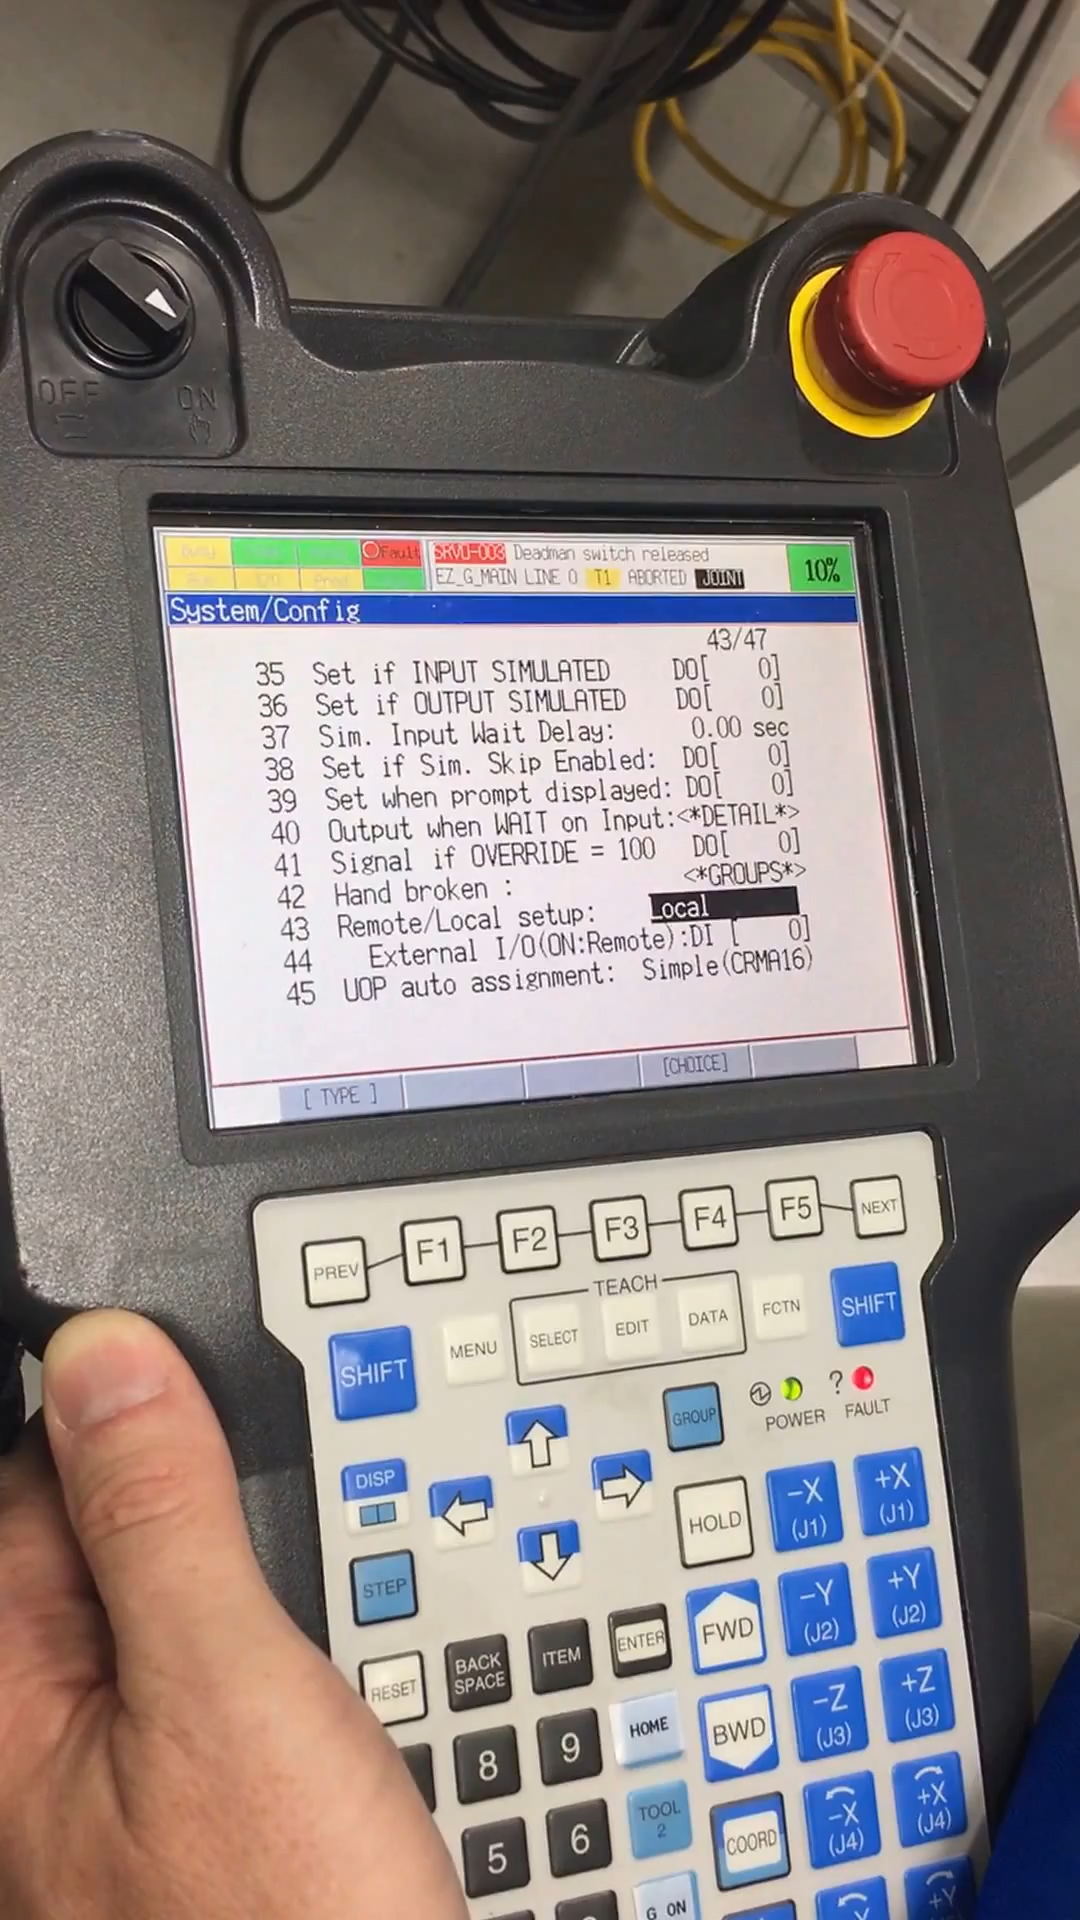 OFF
ON
Fault
SRVO-003 Deadman switch released
EZ_G_MAIN LINE 0 T1 ABORTED JOINT
10%
System/Config
43/47
35 Set if INPUT SIMULATED DO[ 0]
36 Set if OUTPUT SIMULATED DO[ 0]
37 Sim. Input Wait Delay: 0.00 sec
38 Set if Sim. Skip Enabled: DO[ 0]
39 Set when prompt displayed: DO[ 0]
40 Output when WAIT on Input:<*DETAIL*>
41 Signal if OVERRIDE = 100 DO[ 0]
42 Hand broken : <*GROUPS*>
43 Remote/Local setup: Local
44 External I/O(ON:Remote):DI [ 0]
45 UOP auto assignment: Simple(CRMA16)
[ TYPE ] [CHOICE]
PREV F1 F2 F3 F4 F5 NEXT
TEACH
SHIFT MENU SELECT EDIT DATA FCTN SHIFT
GROUP
? 
POWER FAULT
DISP
HOLD
-X
(J1)
+X
(J1)
STEP
FWD
-Y
(J2)
+Y
(J2)
RESET
BACK
SPACE
ITEM
ENTER
8
9
HOME
BWD
-Z
(J3)
+Z
(J3)
5
6
TOOL
2
COORD
-X
(J4)
+X
(J4)
G ON
+Y